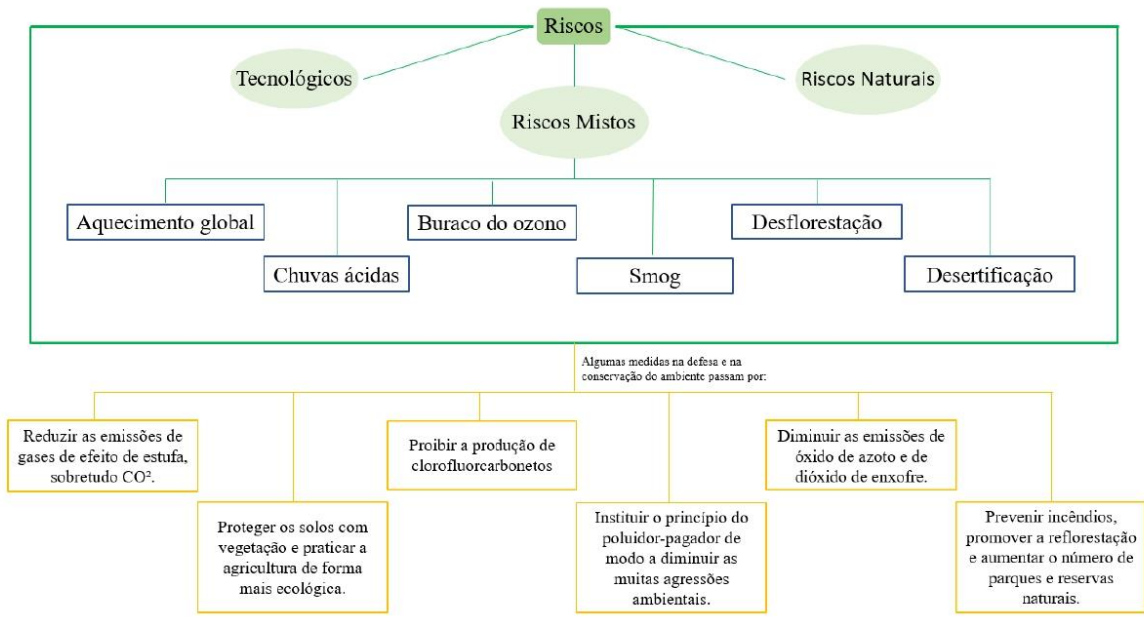 Riscos
Tecnológicos
Riscos Naturais
Riscos Mistos
Aquecimento global
Buraco do ozono
Desflorestação
Chuvas ácidas
Smog
Desertificação
Algumas medidas na defesa e na
conservação do ambiente passam por:
Reduzir as emissões de
gases de efeito de estufa,
sobretudo CO².
Proibir a produção de
clorofluorcarbonetos
Diminuir as emissões de
óxido de azoto e de
dióxido de enxofre.
Proteger os solos com
vegetação e praticar a
agricultura de forma
mais ecológica.
Instituir o princípio do
poluidor-pagador de
modo a diminuir as
muitas agressões
ambientais.
Prevenir incêndios,
promover a reflorestação
e aumentar o número de
parques e reservas
naturais.